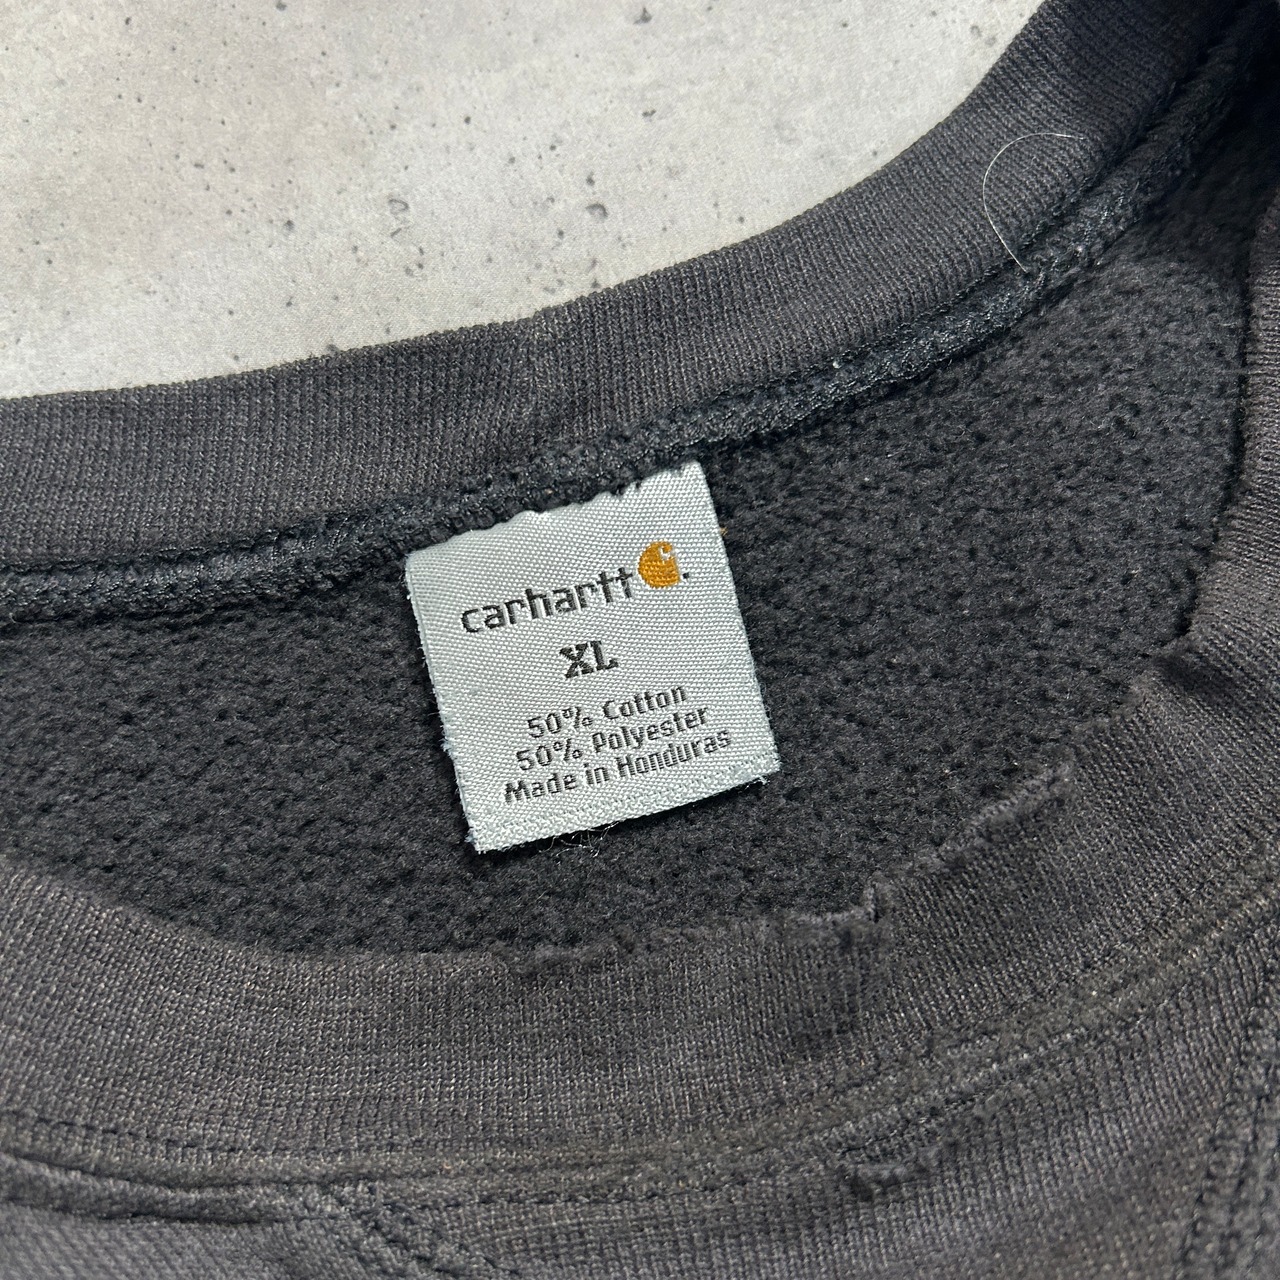 carhartt.
XL
50% Cotton
50% Polyester
Made in Honduras